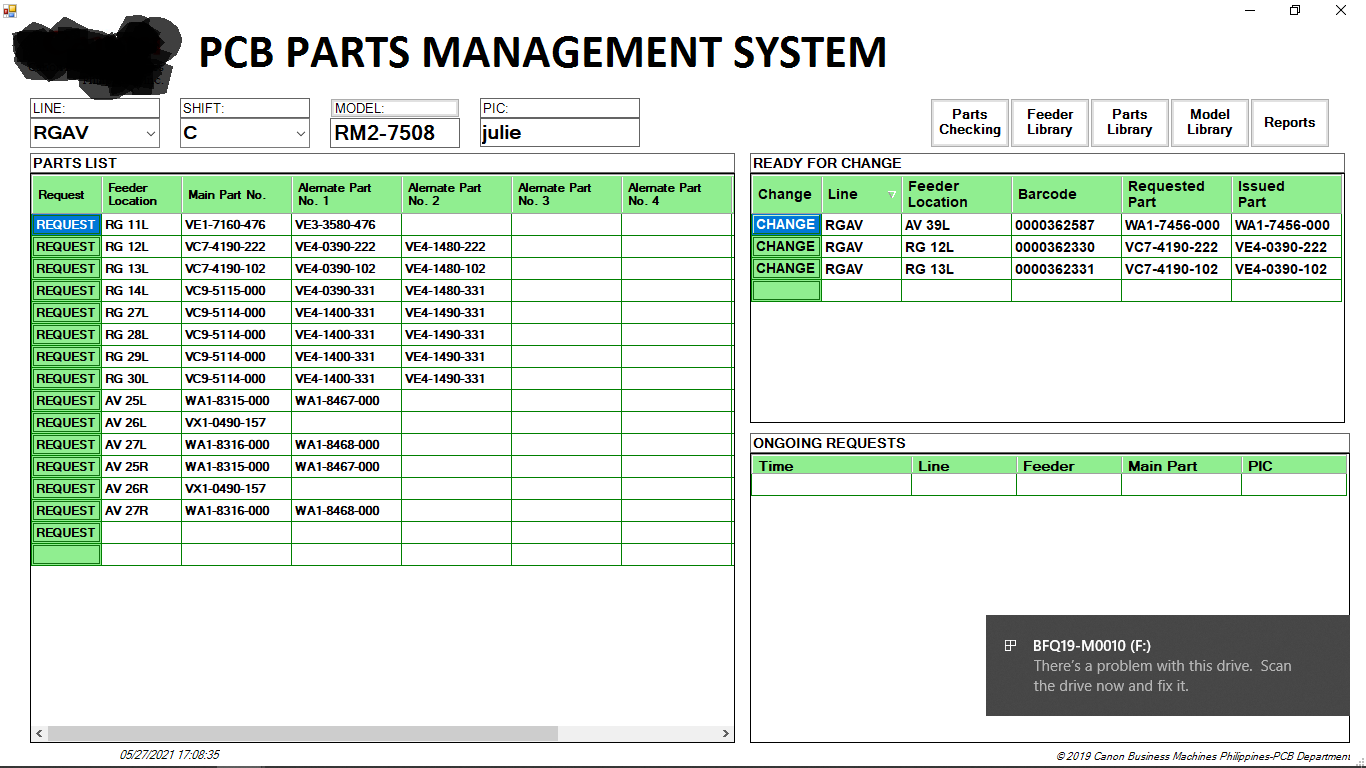 PCB PARTS MANAGEMENT SYSTEM
LINE: SHIFT: MODEL: PIC:
RGAV C RM2-7508 julie
Parts Checking Feeder Library Parts Library Model Library Reports
PARTS LIST
Request Feeder Location Main Part No. Alernate Part No. 1 Alernate Part No. 2 Alernate Part No. 3 Alernate Part No. 4
REQUEST RG 11L VE1-7160-476 VE3-3580-476
REQUEST RG 12L VC7-4190-222 VE4-0390-222 VE4-1480-222
REQUEST RG 13L VC7-4190-102 VE4-0390-102 VE4-1480-102
REQUEST RG 14L VC9-5115-000 VE4-0390-331 VE4-1480-331
REQUEST RG 27L VC9-5114-000 VE4-1400-331 VE4-1490-331
REQUEST RG 28L VC9-5114-000 VE4-1400-331 VE4-1490-331
REQUEST RG 29L VC9-5114-000 VE4-1400-331 VE4-1490-331
REQUEST RG 30L VC9-5114-000 VE4-1400-331 VE4-1490-331
REQUEST AV 25L WA1-8315-000 WA1-8467-000
REQUEST AV 26L VX1-0490-157
REQUEST AV 27L WA1-8316-000 WA1-8468-000
REQUEST AV 25R WA1-8315-000 WA1-8467-000
REQUEST AV 26R VX1-0490-157
REQUEST AV 27R WA1-8316-000 WA1-8468-000
REQUEST
READY FOR CHANGE
Change Line Feeder Location Barcode Requested Part Issued Part
CHANGE RGAV AV 39L 0000362587 WA1-7456-000 WA1-7456-000
CHANGE RGAV RG 12L 0000362330 VC7-4190-222 VE4-0390-222
CHANGE RGAV RG 13L 0000362331 VC7-4190-102 VE4-0390-102
ONGOING REQUESTS
Time Line Feeder Main Part PIC
BFQ19-M0010 (F:)
There's a problem with this drive. Scan
the drive now and fix it.
05/27/2021 17:08:35
© 2019 Canon Business Machines Philippines-PCB Department